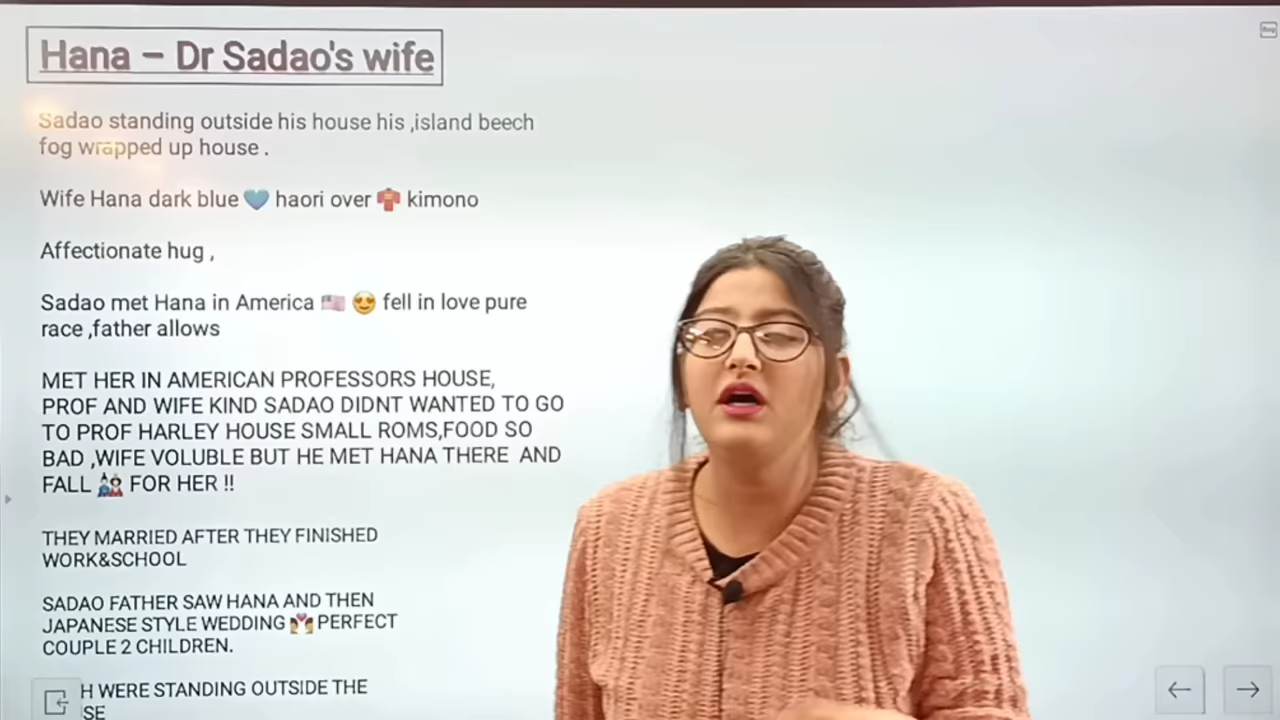 Hana – Dr Sadao's wife
Sadao standing outside his house his ,island beech
fog wrapped up house .
Wife Hana dark blue 💙 haori over 👘 kimono
Affectionate hug ,
Sadao met Hana in America 🇺🇸 😍 fell in love pure
race ,father allows
MET HER IN AMERICAN PROFESSORS HOUSE,
PROF AND WIFE KIND SADAO DIDNT WANTED TO GO
TO PROF HARLEY HOUSE SMALL ROMS,FOOD SO
BAD ,WIFE VOLUBLE BUT HE MET HANA THERE AND
FALL 🎎 FOR HER !!
THEY MARRIED AFTER THEY FINISHED
WORK&SCHOOL
SADAO FATHER SAW HANA AND THEN
JAPANESE STYLE WEDDING 💏 PERFECT
COUPLE 2 CHILDREN.
H WERE STANDING OUTSIDE THE
SE